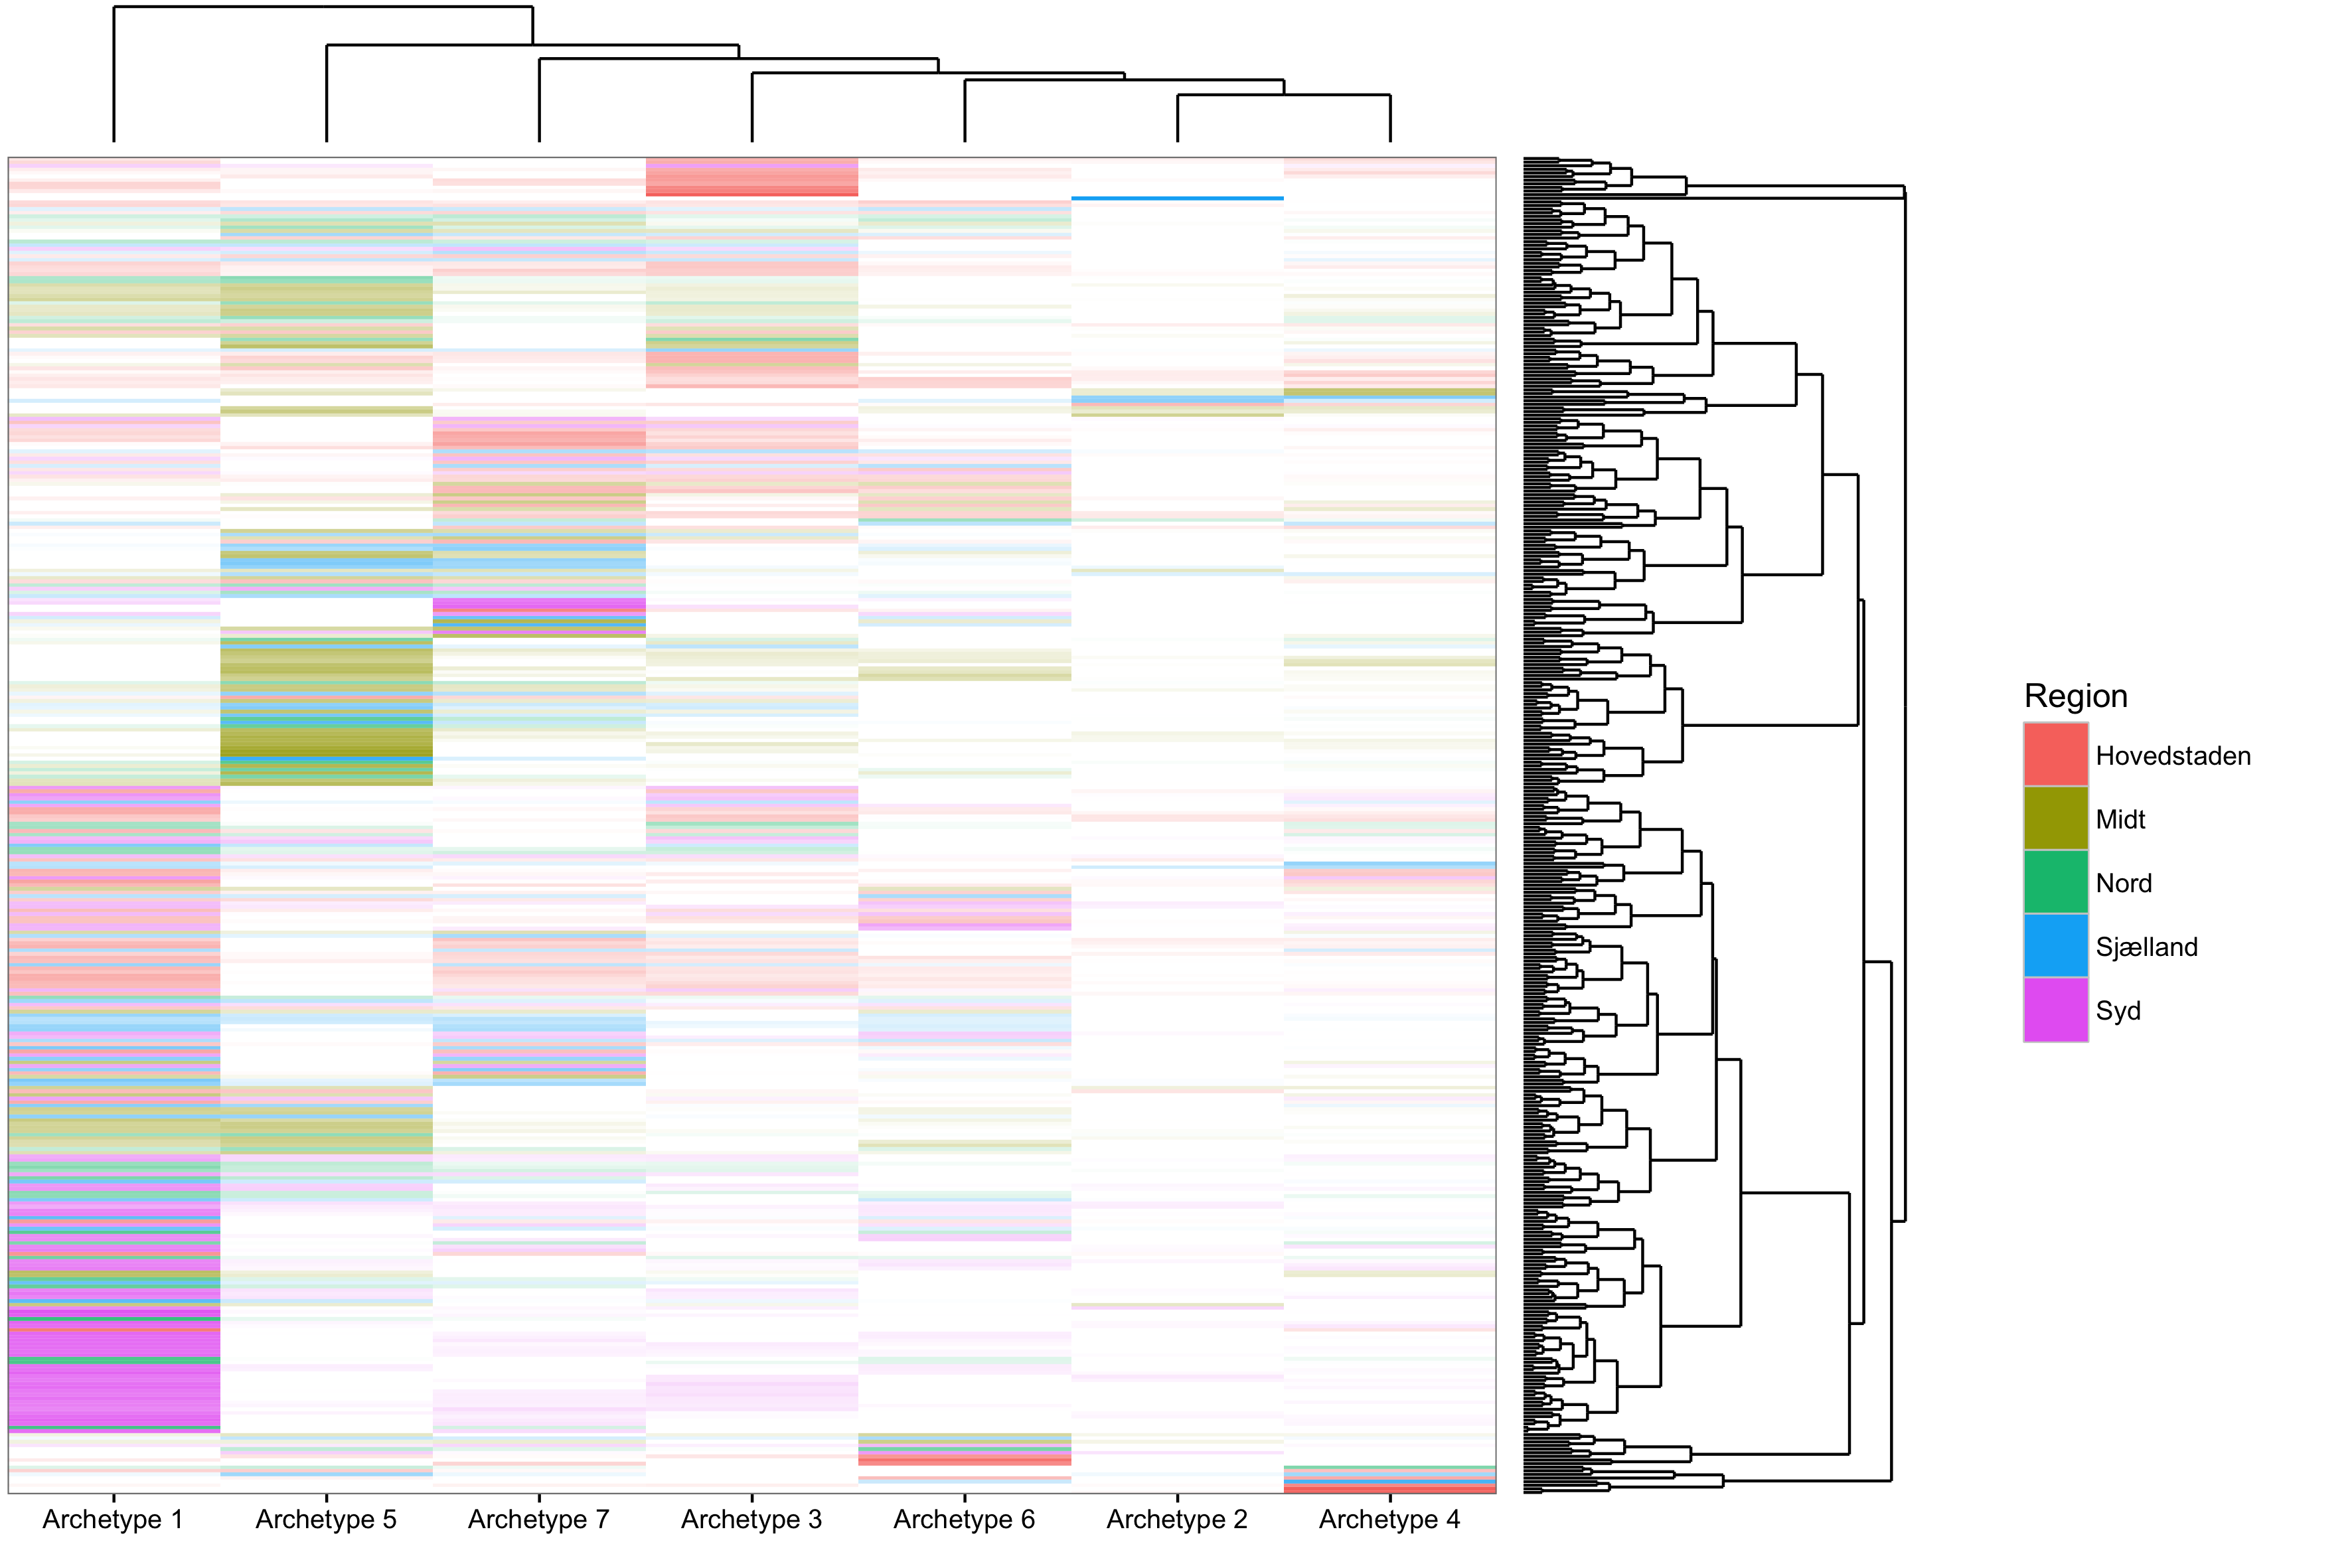 Region
Hovedstaden
Midt
Nord
Sjælland
Syd
Archetype 1
Archetype 5
Archetype 7
Archetype 3
Archetype 6
Archetype 2
Archetype 4